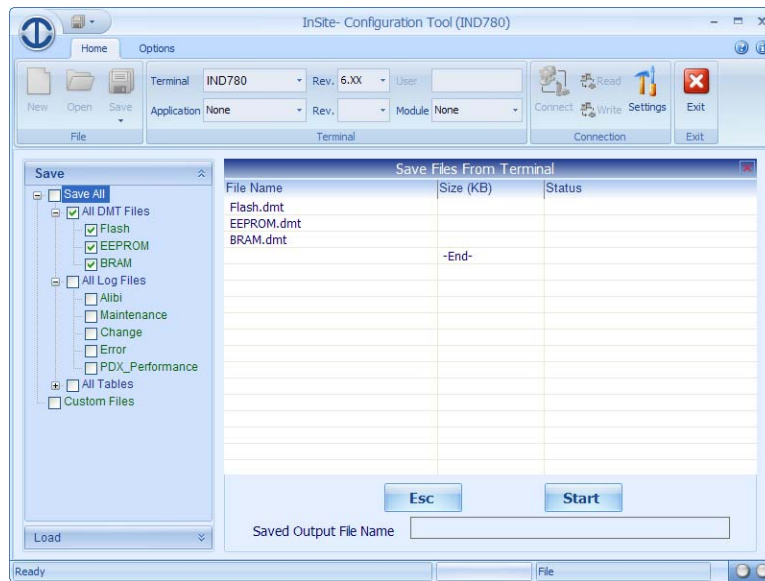 InSite- Configuration Tool (IND780)
Home Options
Terminal IND780 Rev. 6.XX User
Application None Rev. Module None
New Open Save
Connect Read Write Settings Exit
File Terminal Connection Exit
Save
Save All
All DMT Files
Flash
EEPROM
BRAM
All Log Files
Alibi
Maintenance
Change
Error
PDX_Performance
All Tables
Custom Files
Load
Save Files From Terminal
File Name Size (KB) Status
Flash.dmt
EEPROM.dmt
BRAM.dmt
-End-
Esc Start
Saved Output File Name
Ready File